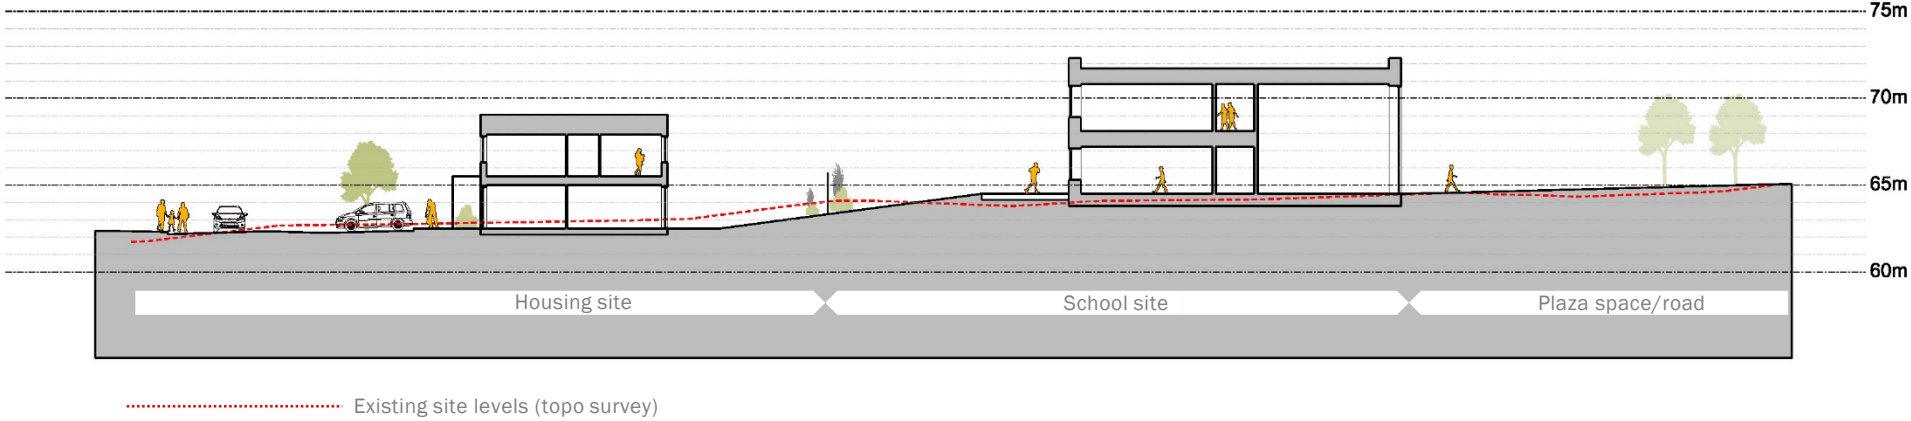 75m
70m
65m
60m
Housing site
School site
Plaza space/road
Existing site levels (topo survey)